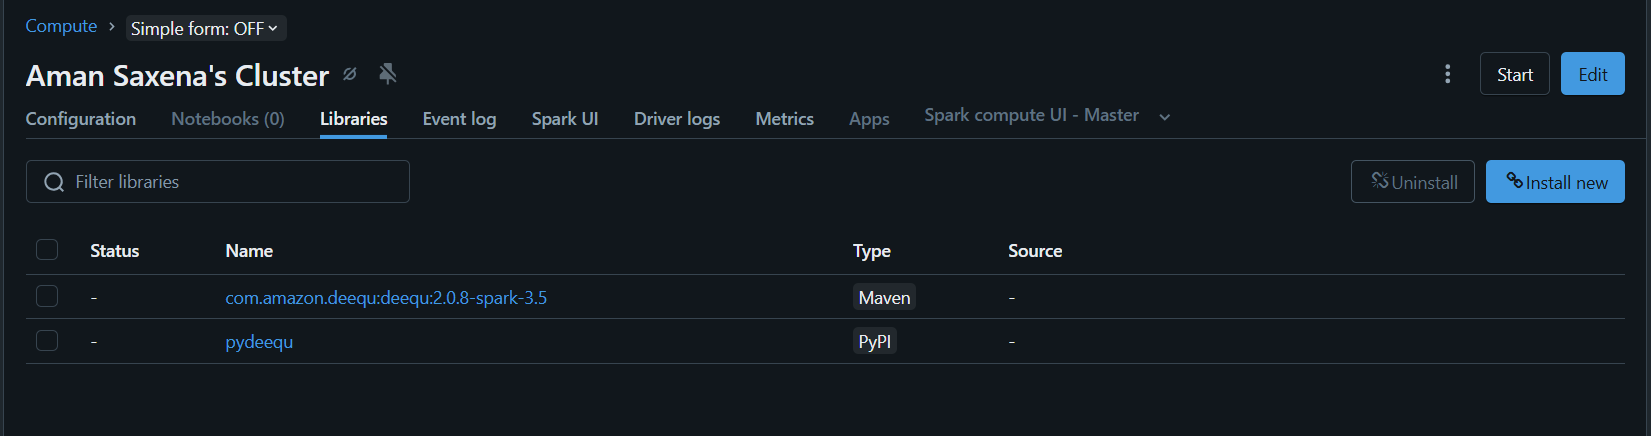 Compute › Simple form: OFF
Aman Saxena's Cluster
Start Edit
Configuration Notebooks (0) Libraries Event log Spark UI Driver logs Metrics Apps Spark compute UI - Master
Filter libraries
Uninstall Install new
Status Name Type Source
- com.amazon.deequ:deequ:2.0.8-spark-3.5 Maven -
- pydeequ PyPI -